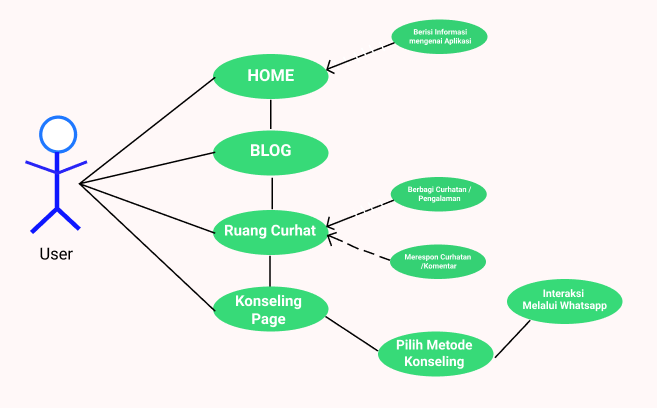 Berisi Informasi
mengenai Aplikasi
HOME
BLOG
Berbagi Curhatan /
Pengalaman
Ruang Curhat
User
Merespon Curhatan
/Komentar
Konseling
Page
Interaksi
Melalui Whatsapp
Pilih Metode
Konseling